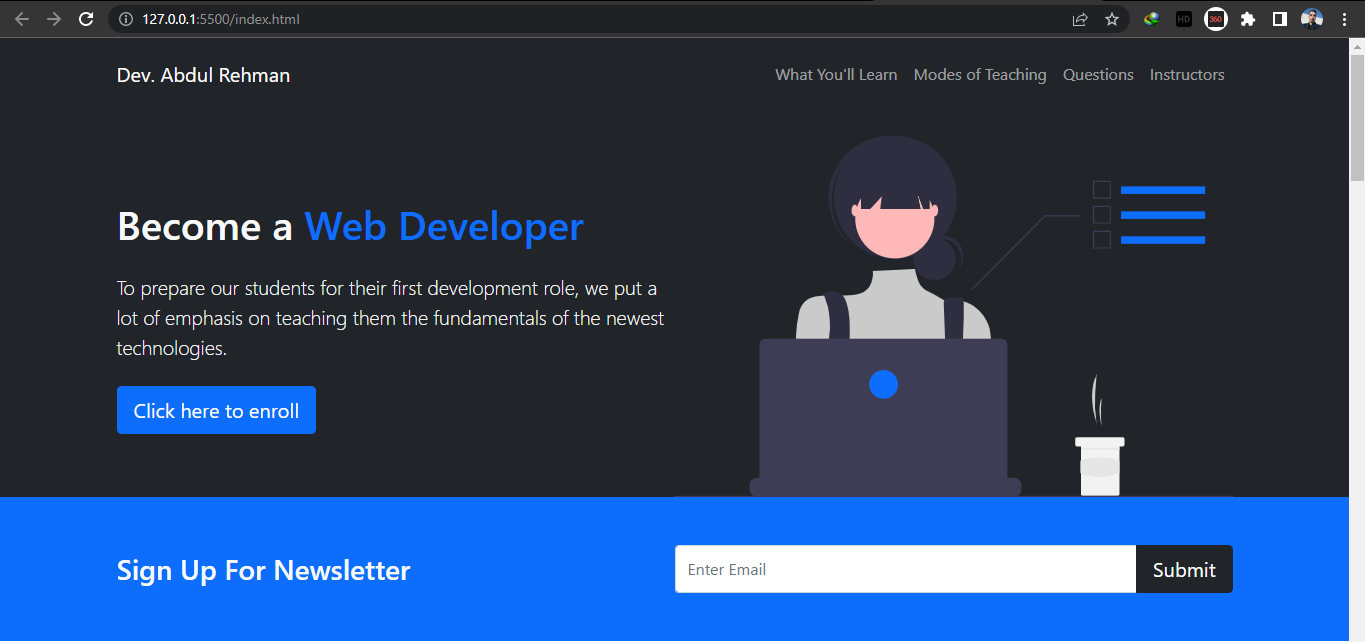 127.0.0.1:5500/index.html
HD
360
Dev. Abdul Rehman
What You'll Learn Modes of Teaching Questions Instructors
Become a Web Developer
To prepare our students for their first development role, we put a
lot of emphasis on teaching them the fundamentals of the newest
technologies.
Click here to enroll
Sign Up For Newsletter
Enter Email
Submit